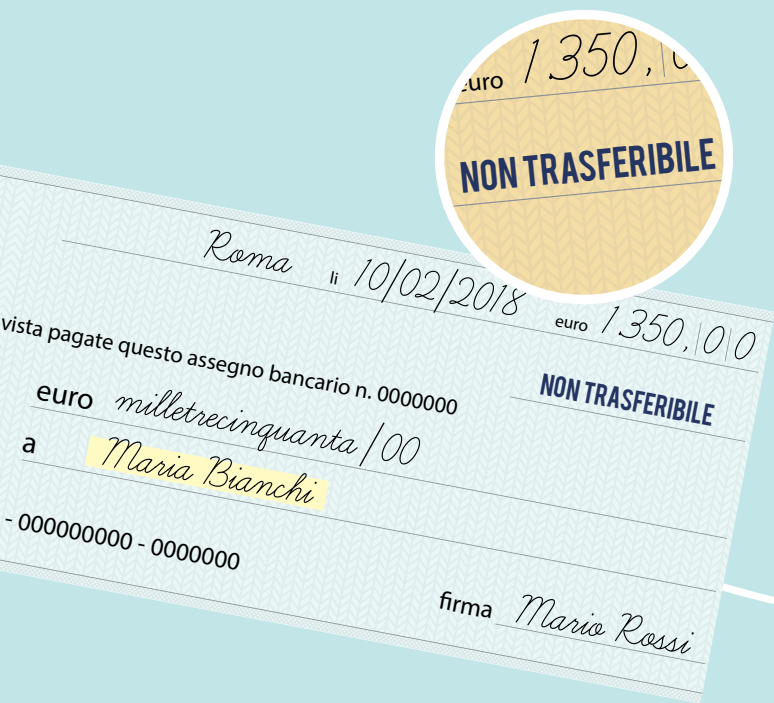 euro 1.350,
NON TRASFERIBILE
Roma li 10/02/2018 euro 1.350,00
vista pagate questo assegno bancario n. 0000000
NON TRASFERIBILE
euro milletrecinquanta/00
a Maria Bianchi
- 000000000 - 0000000
firma Mario Rossi